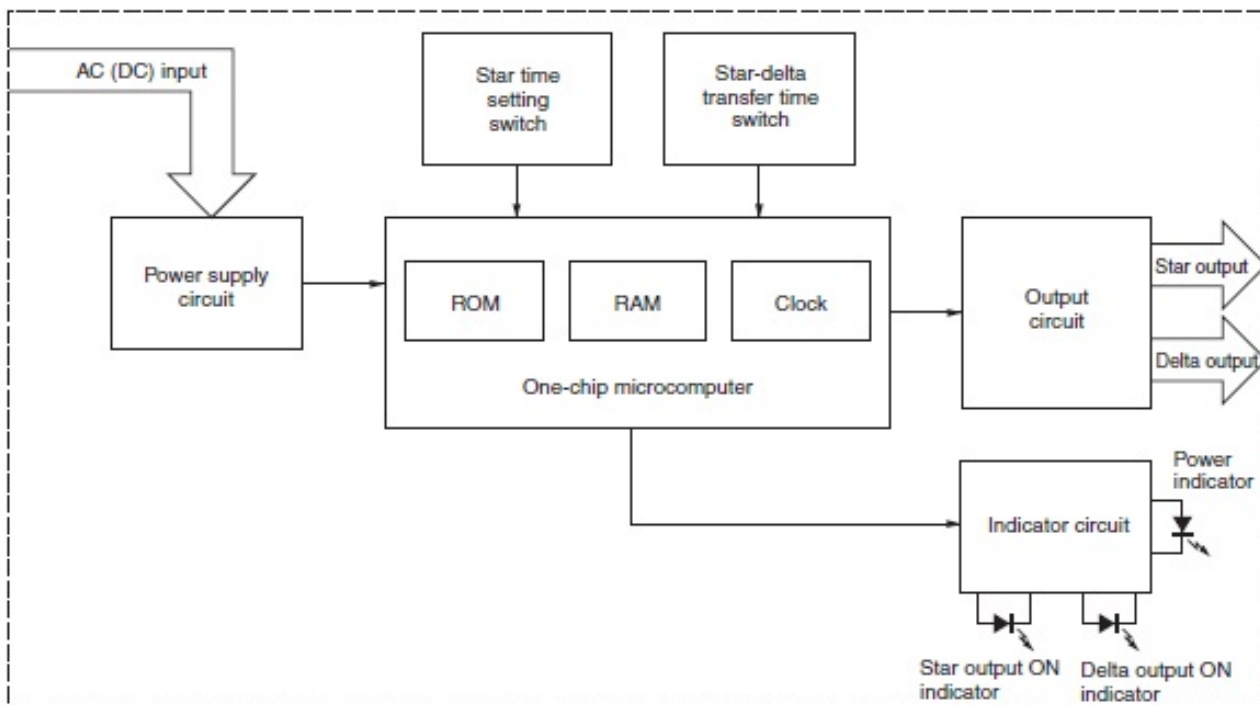 AC (DC) input
Star time
setting
switch
Star-delta
transfer time
switch
Power supply
circuit
ROM
RAM
Clock
One-chip microcomputer
Output
circuit
Star output
Delta output
Power
indicator
Indicator circuit
Star output ON
indicator
Delta output ON
indicator